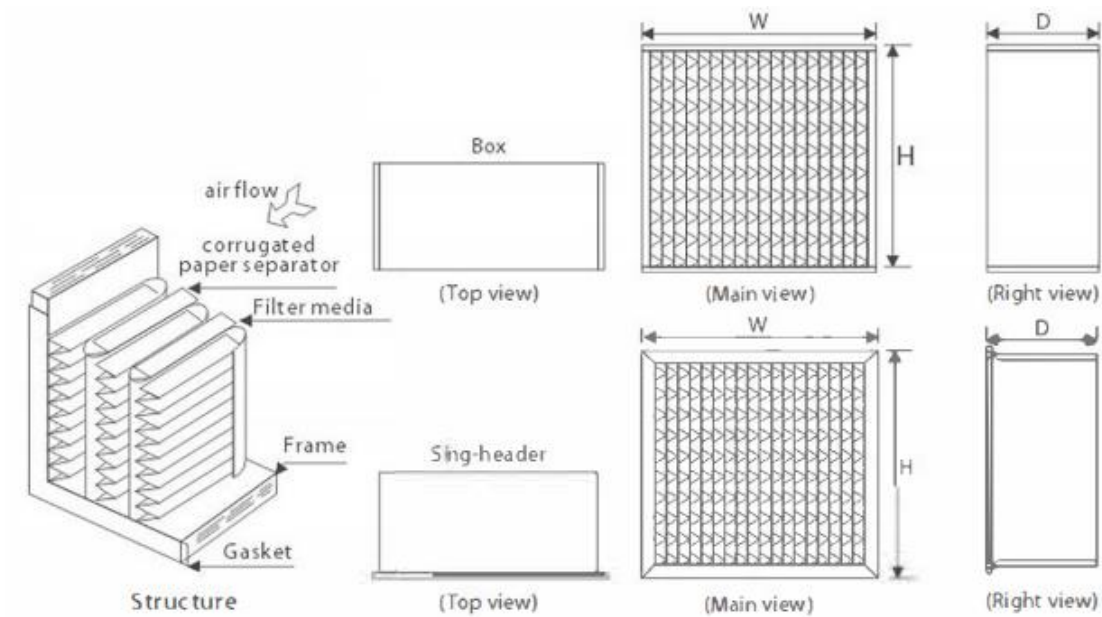 W
D
Box
H
air flow
corrugated
paper separator
(Top view)
(Main view)
(Right view)
Filter media
W
D
Frame
Sing-header
H
Gasket
Structure
(Top view)
(Main view)
(Right view)